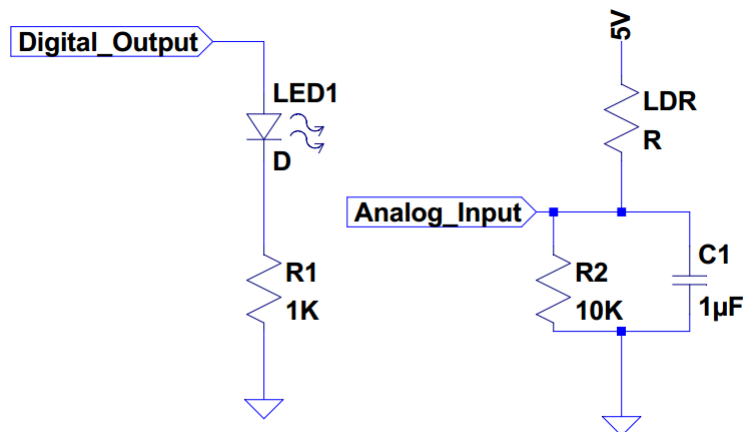 Digital_Output
LED1
D
R1
1K
5V
LDR
R
Analog_Input
R2
10K
C1
1µF